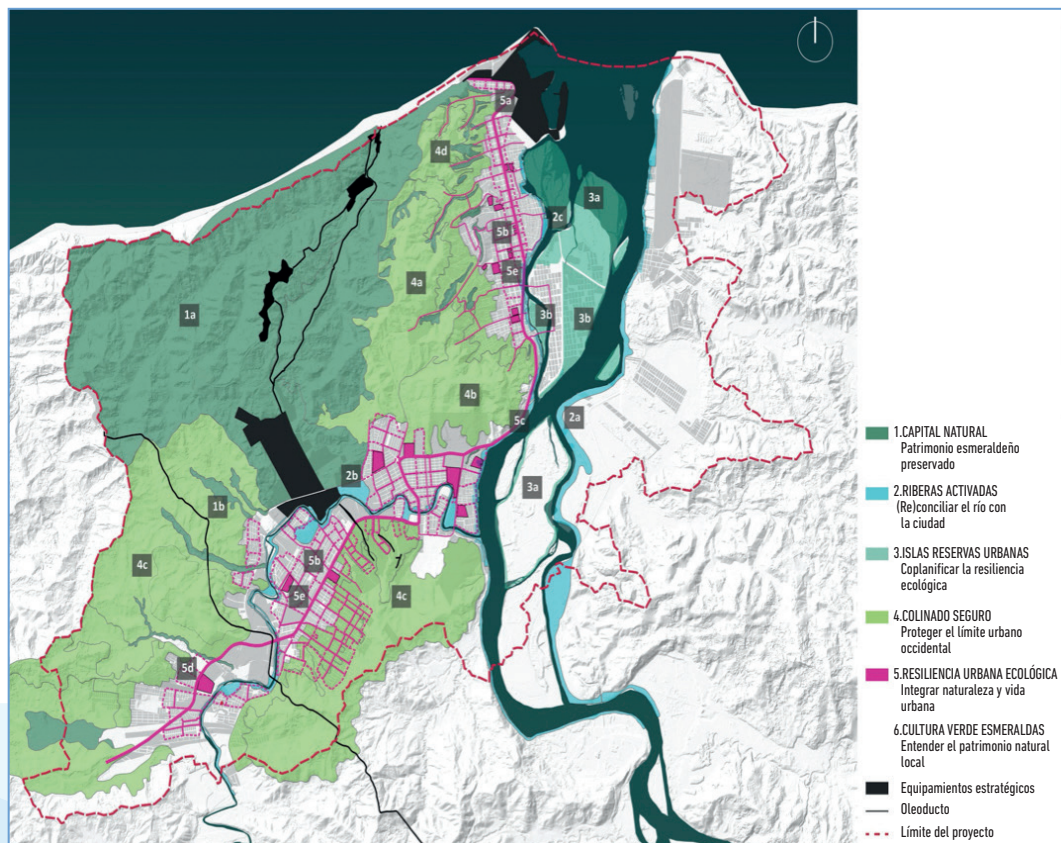 5a
4d
3a
2c
5b
5e
4a
1a
3b
3b
4b
5c
2a
2b
3a
1b
4c
5b
5e
4c
5d
1.CAPITAL NATURAL
Patrimonio esmeraldeño
preservado
2.RIBERAS ACTIVADAS
(Re)conciliar el río con
la ciudad
3.ISLAS RESERVAS URBANAS
Coplanificar la resiliencia
ecológica
4.COLINADO SEGURO
Proteger el límite urbano
occidental
5.RESILIENCIA URBANA ECOLÓGICA
Integrar naturaleza y vida
urbana
6.CULTURA VERDE ESMERALDAS
Entender el patrimonio natural
local
Equipamientos estratégicos
Oleoducto
Límite del proyecto